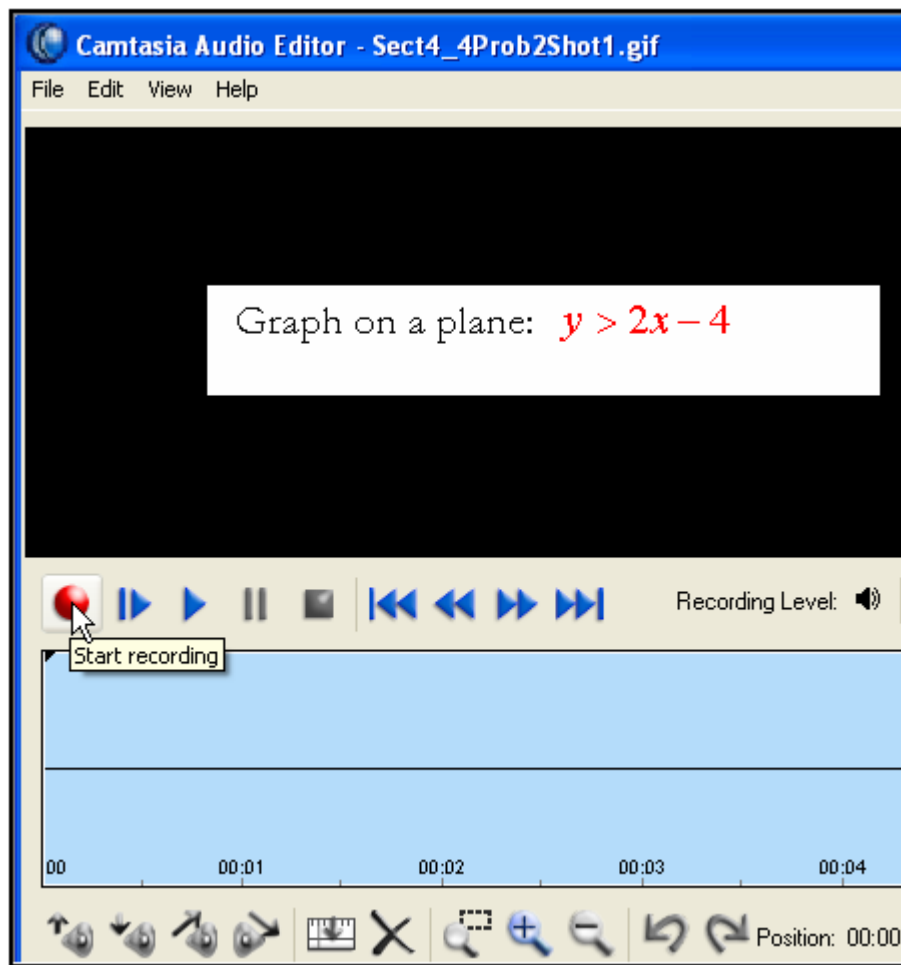 Camtasia Audio Editor - Sect4_4Prob2Shot1.gif
File Edit View Help
Graph on a plane: y > 2x – 4
Recording Level:
Start recording
00 00:01 00:02 00:03 00:04
Position: 00:00